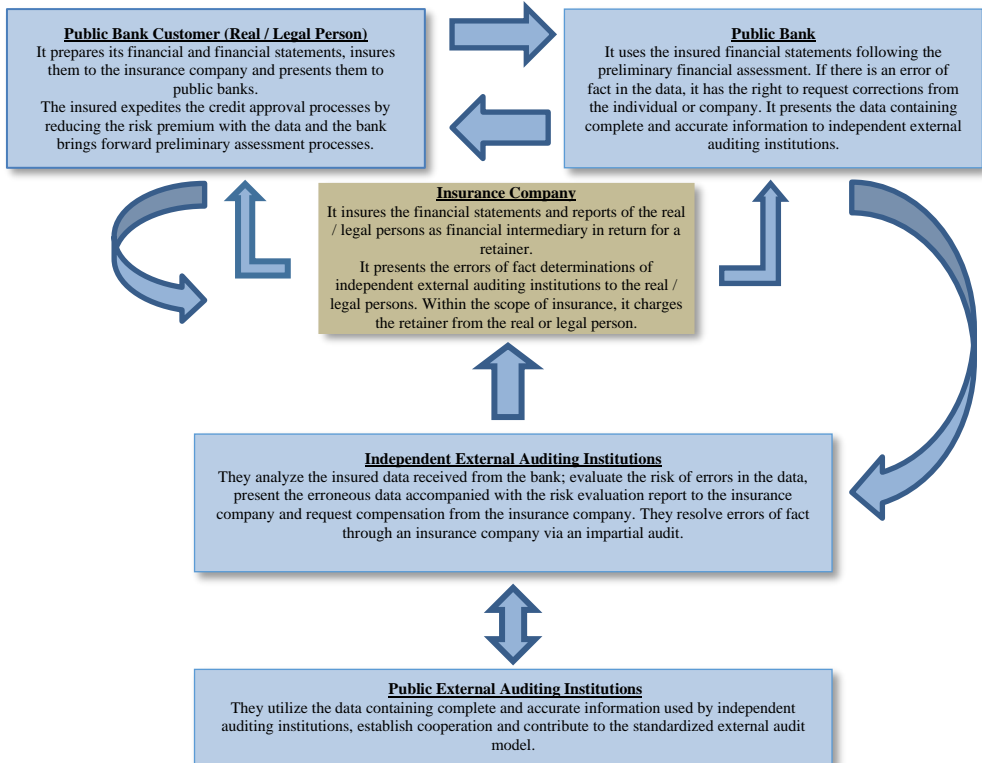 Public Bank Customer (Real / Legal Person)
It prepares its financial and financial statements, insures
them to the insurance company and presents them to
public banks.
The insured expedites the credit approval processes by
reducing the risk premium with the data and the bank
brings forward preliminary assessment processes.
Public Bank
It uses the insured financial statements following the
preliminary financial assessment. If there is an error of
fact in the data, it has the right to request corrections from
the individual or company. It presents the data containing
complete and accurate information to independent external
auditing institutions.
Insurance Company
It insures the financial statements and reports of the real
/ legal persons as financial intermediary in return for a
retainer.
It presents the errors of fact determinations of
independent external auditing institutions to the real /
legal persons. Within the scope of insurance, it charges
the retainer from the real or legal person.
Independent External Auditing Institutions
They analyze the insured data received from the bank; evaluate the risk of errors in the data,
present the erroneous data accompanied with the risk evaluation report to the insurance
company and request compensation from the insurance company. They resolve errors of fact
through an insurance company via an impartial audit.
Public External Auditing Institutions
They utilize the data containing complete and accurate information used by independent
auditing institutions, establish cooperation and contribute to the standardized external audit
model.